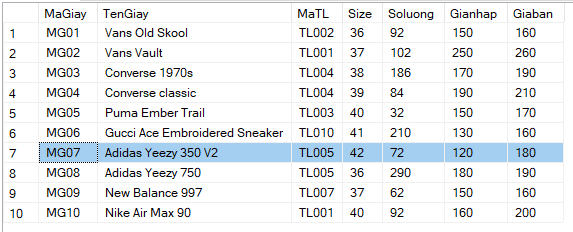 MaGiay TenGiay MaTL Size Soluong Gianhap Giaban
1 MG01 Vans Old Skool TL002 36 92 150 160
2 MG02 Vans Vault TL001 37 102 250 260
3 MG03 Converse 1970s TL004 38 186 170 190
4 MG04 Converse classic TL004 39 84 190 210
5 MG05 Puma Ember Trail TL003 40 32 150 170
6 MG06 Gucci Ace Embroidered Sneaker TL010 41 210 130 160
7 MG07 Adidas Yeezy 350 V2 TL005 42 72 120 180
8 MG08 Adidas Yeezy 750 TL005 36 290 180 190
9 MG09 New Balance 997 TL007 37 62 150 160
10 MG10 Nike Air Max 90 TL001 40 92 160 200